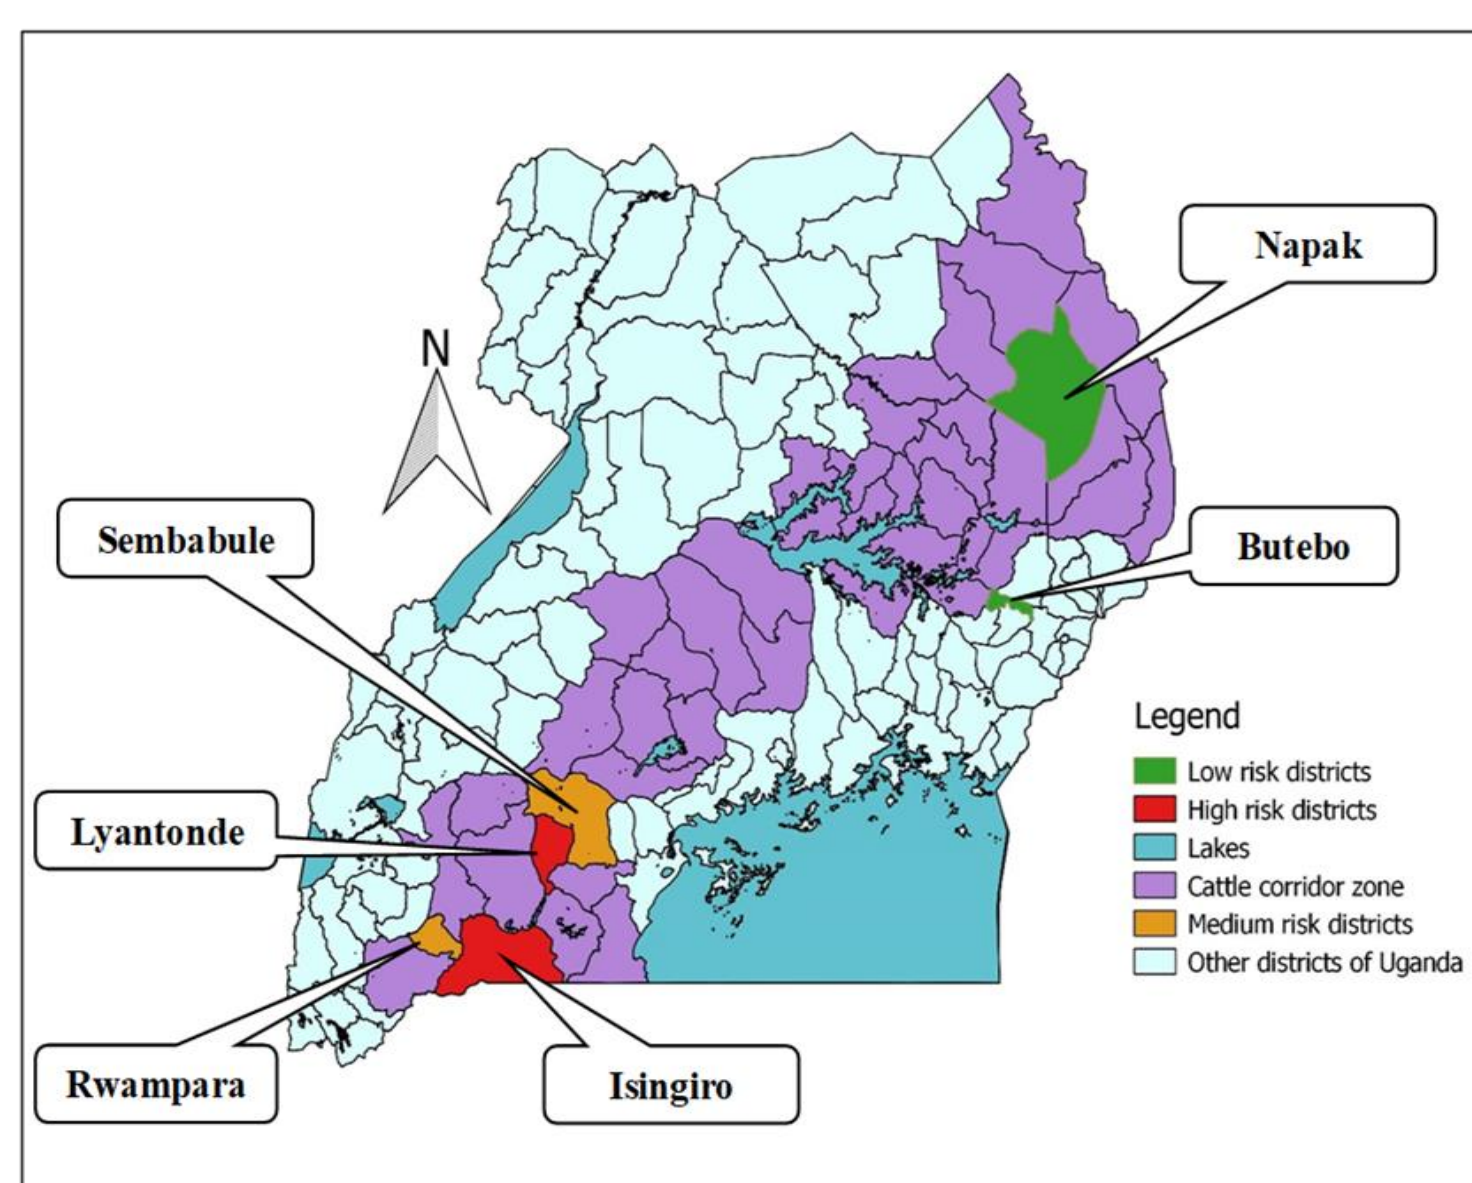 Napak
N
Sembabule
Butebo
Legend
Low risk districts
High risk districts
Lakes
Cattle corridor zone
Medium risk districts
Other districts of Uganda
Lyantonde
Rwampara
Isingiro